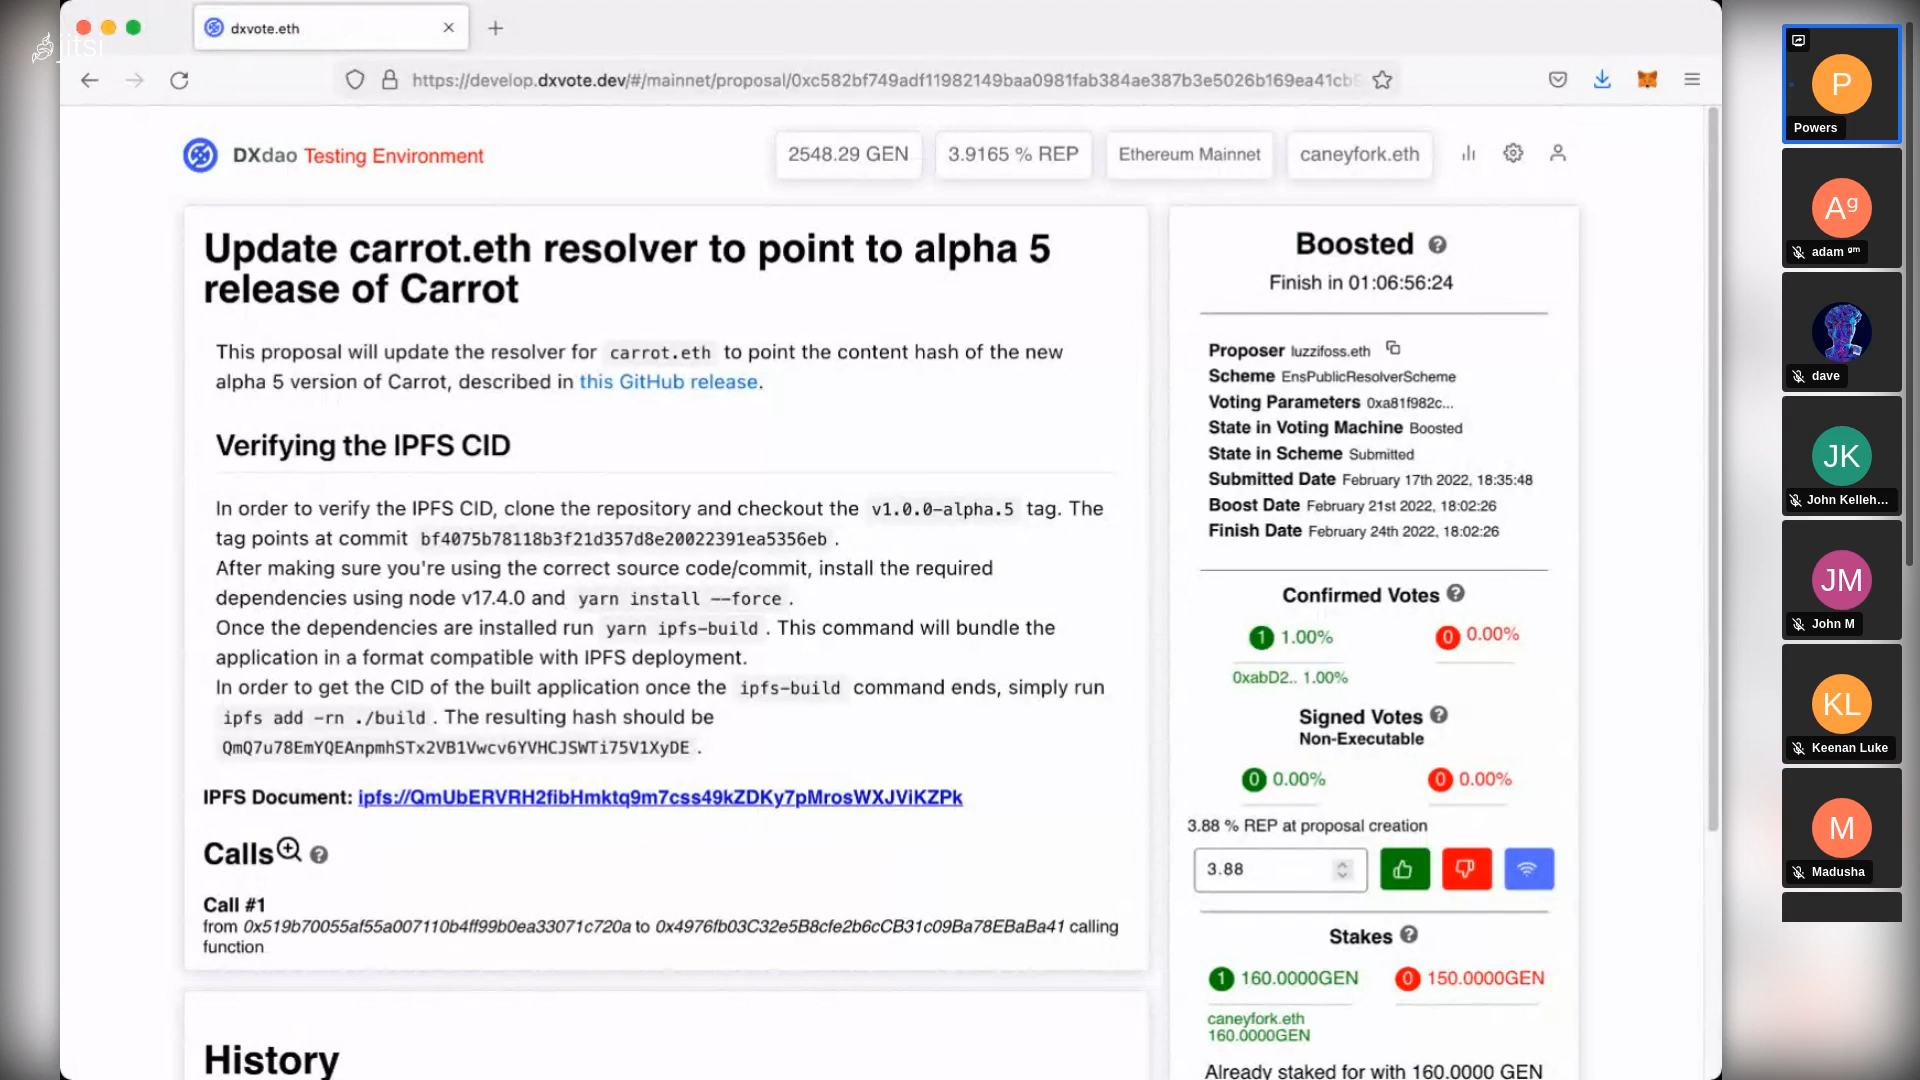 jitsi
dxvote.eth
https://develop.dxvote.dev/#/mainnet/proposal/0xc582bf749adf11982149baa0981fab384ae387b3e5026b169ea41cb
DXdao Testing Environment
2548.29 GEN
3.9165 % REP
Ethereum Mainnet
caneyfork.eth
Update carrot.eth resolver to point to alpha 5
release of Carrot
This proposal will update the resolver for carrot.eth to point the content hash of the new
alpha 5 version of Carrot, described in this GitHub release.
Verifying the IPFS CID
In order to verify the IPFS CID, clone the repository and checkout the v1.0.0-alpha.5 tag. The
tag points at commit bf4075b78118b3f21d357d8e20022391ea5356eb .
After making sure you're using the correct source code/commit, install the required
dependencies using node v17.4.0 and yarn install --force .
Once the dependencies are installed run yarn ipfs-build . This command will bundle the
application in a format compatible with IPFS deployment.
In order to get the CID of the built application once the ipfs-build command ends, simply run
ipfs add -rn ./build . The resulting hash should be
QmQ7u78EmYQEAnpmhSTx2VB1Vwcv6YVHCJSWTi75V1XyDE .
IPFS Document: ipfs://QmUbERVRH2fibHmktq9m7css49kZDKy7pMrosWXJViKZPk
Calls ?
Call #1
from 0x519b70055af55a007110b4ff99b0ea33071c720a to 0x4976fb03C32e5B8cfe2b6cCB31c09Ba78EBaBa41 calling
function
History
Boosted ?
Finish in 01:06:56:24
Proposer luzzifoss.eth
Scheme EnsPublicResolverScheme
Voting Parameters 0xa81f982c...
State in Voting Machine Boosted
State in Scheme Submitted
Submitted Date February 17th 2022, 18:35:48
Boost Date February 21st 2022, 18:02:26
Finish Date February 24th 2022, 18:02:26
Confirmed Votes ?
1 1.00%
0 0.00%
0xabD2.. 1.00%
Signed Votes ?
Non-Executable
0 0.00%
0 0.00%
3.88 % REP at proposal creation
3.88
Stakes ?
1 160.0000GEN
0 150.0000GEN
caneyfork.eth
160.0000GEN
Already staked for with 160.0000 GEN
P
Powers
Aᵍ
adam ᵍᵐ
dave
JK
John Kelleh...
JM
John M
KL
Keenan Luke
M
Madusha